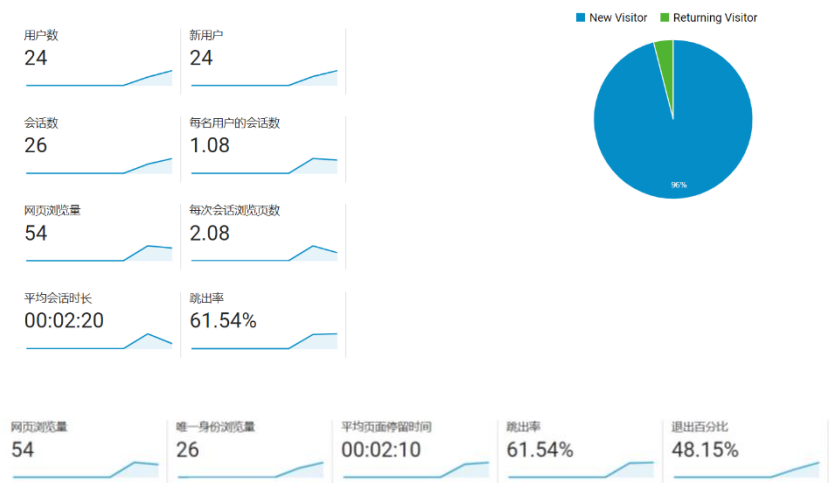 New Visitor Returning Visitor
用户数 新用户
24 24
会话数 每名用户的会话数
26 1.08
网页浏览量 每次会话浏览页数
54 2.08
平均会话时长 跳出率
00:02:20 61.54%
96%
网页浏览量 唯一身份浏览量 平均页面停留时间 跳出率 退出百分比
54 26 00:02:10 61.54% 48.15%